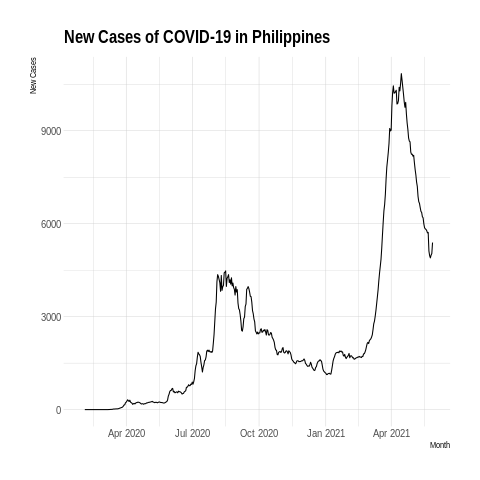 New Cases of COVID-19 in Philippines
New Cases
9000
6000
3000
0
Apr 2020 Jul 2020 Oct 2020 Jan 2021 Apr 2021
Month